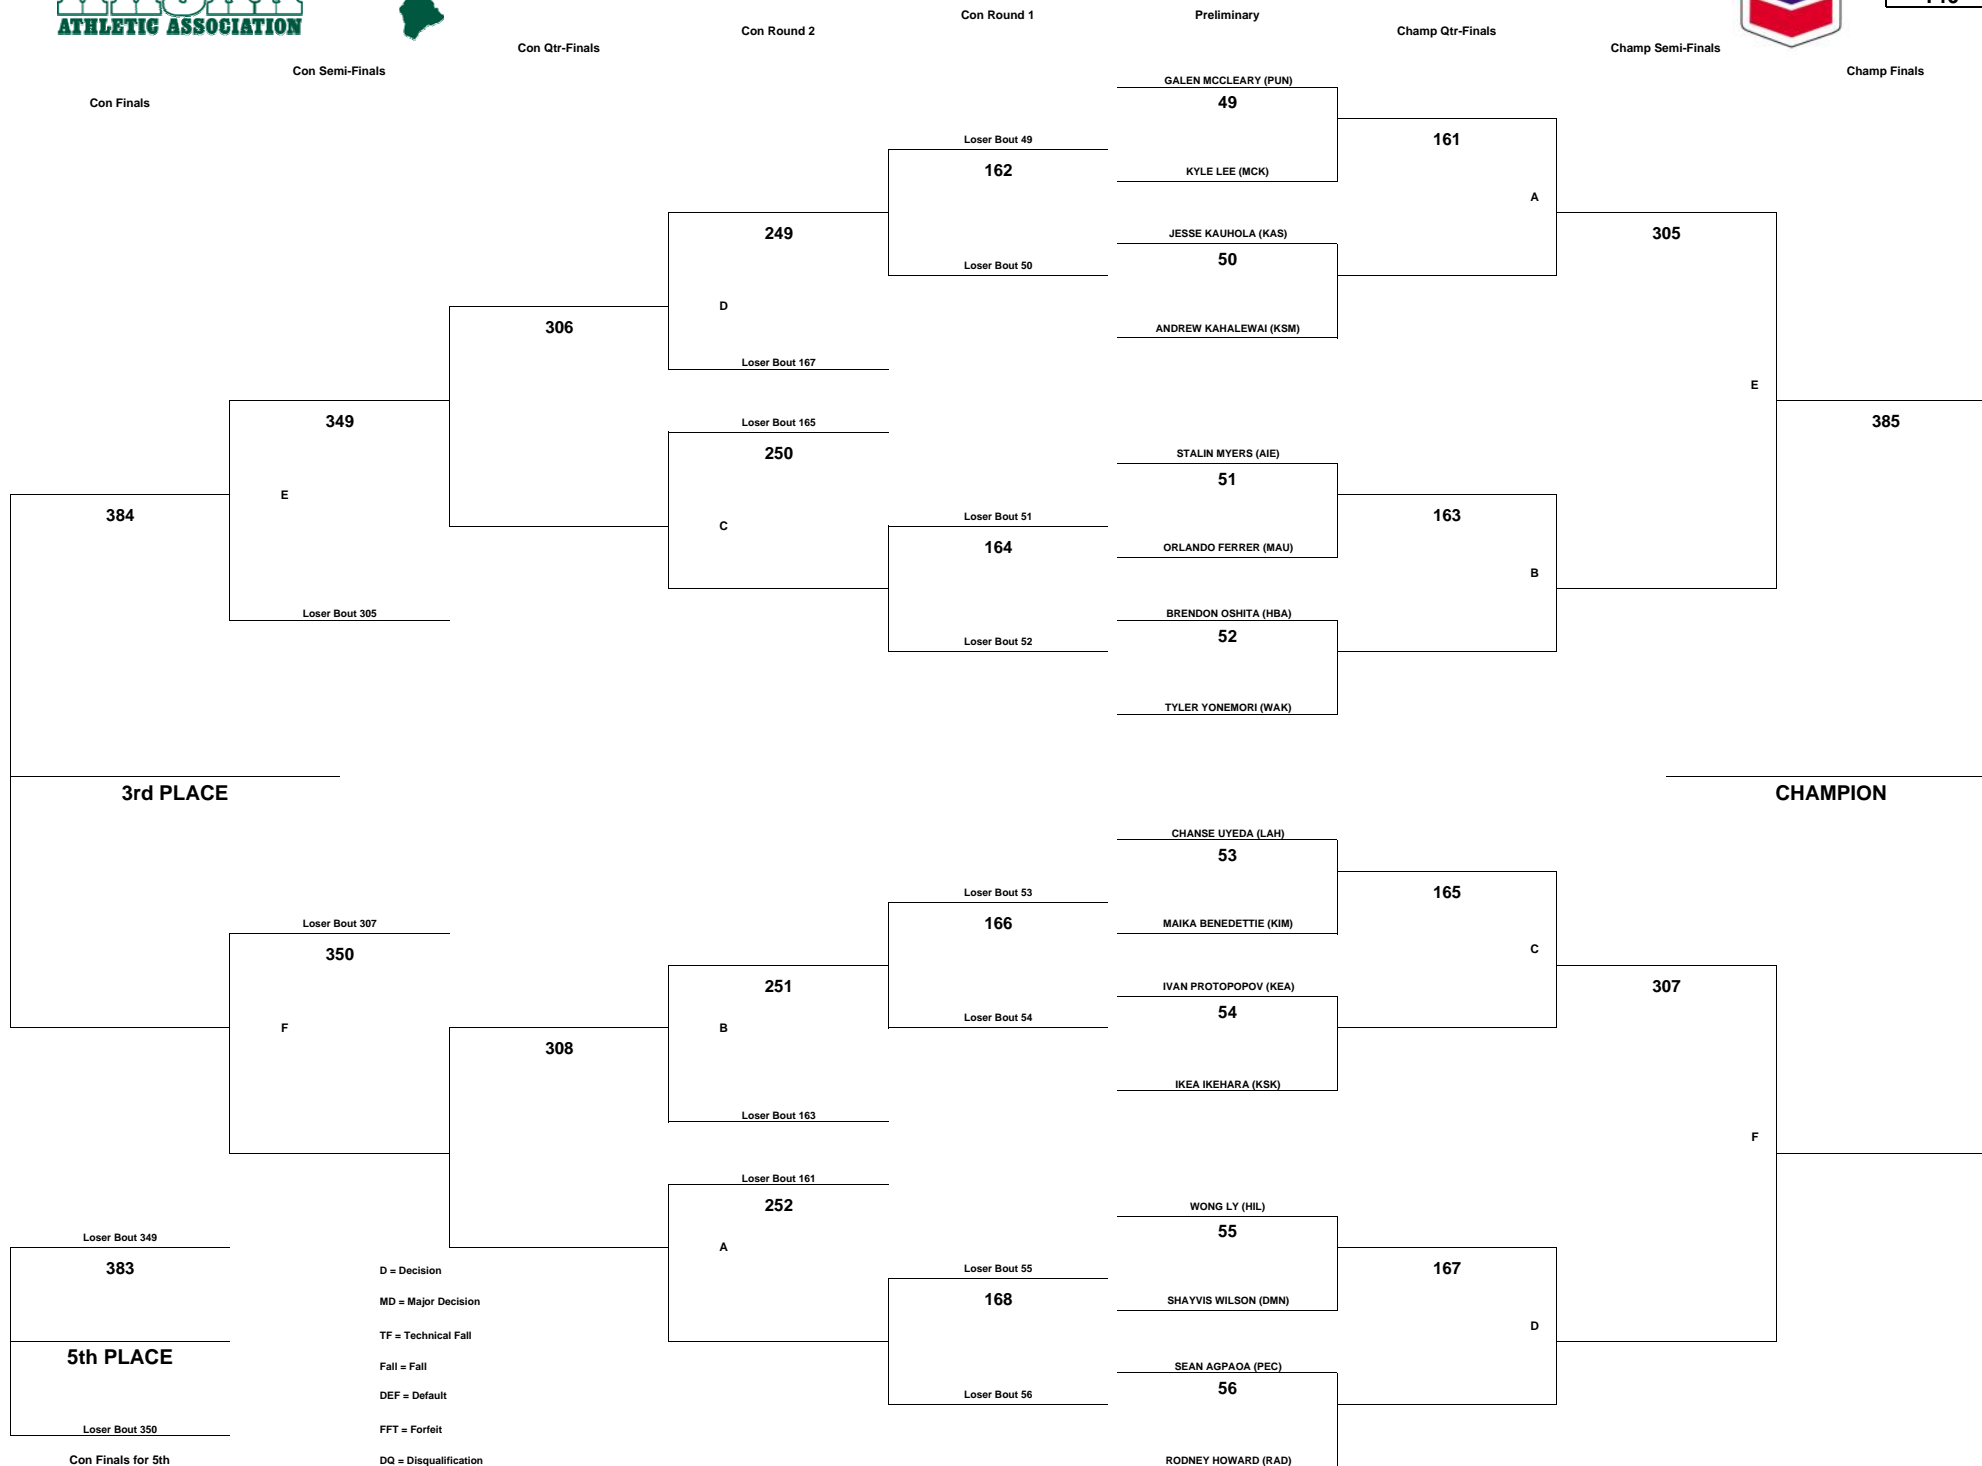 ATHLETIC ASSOCIATION
Con Finals
Con Semi-Finals
Con Qtr-Finals
Con Round 2
Con Round 1
Preliminary
Champ Qtr-Finals
Champ Semi-Finals
Champ Finals
GALEN MCCLEARY (PUN)
49
KYLE LEE (MCK)
JESSE KAUHOLA (KAS)
50
ANDREW KAHALEWAI (KSM)
STALIN MYERS (AIE)
51
ORLANDO FERRER (MAU)
BRENDON OSHITA (HBA)
52
TYLER YONEMORI (WAK)
CHANSE UYEDA (LAH)
53
MAIKA BENEDETTIE (KIM)
IVAN PROTOPOPOV (KEA)
54
IKEA IKEHARA (KSK)
WONG LY (HIL)
55
SHAYVIS WILSON (DMN)
SEAN AGPAOA (PEC)
56
RODNEY HOWARD (RAD)
161
A
163
B
165
C
167
D
305
E
307
F
385
CHAMPION
Loser Bout 49
162
Loser Bout 50
Loser Bout 51
164
Loser Bout 52
Loser Bout 53
166
Loser Bout 54
Loser Bout 55
168
Loser Bout 56
249
D
Loser Bout 167
Loser Bout 165
250
C
251
B
Loser Bout 163
Loser Bout 161
252
A
306
308
349
E
Loser Bout 305
Loser Bout 307
350
F
384
3rd PLACE
Loser Bout 349
383
5th PLACE
Loser Bout 350
Con Finals for 5th
D = Decision
MD = Major Decision
TF = Technical Fall
Fall = Fall
DEF = Default
FFT = Forfeit
DQ = Disqualification